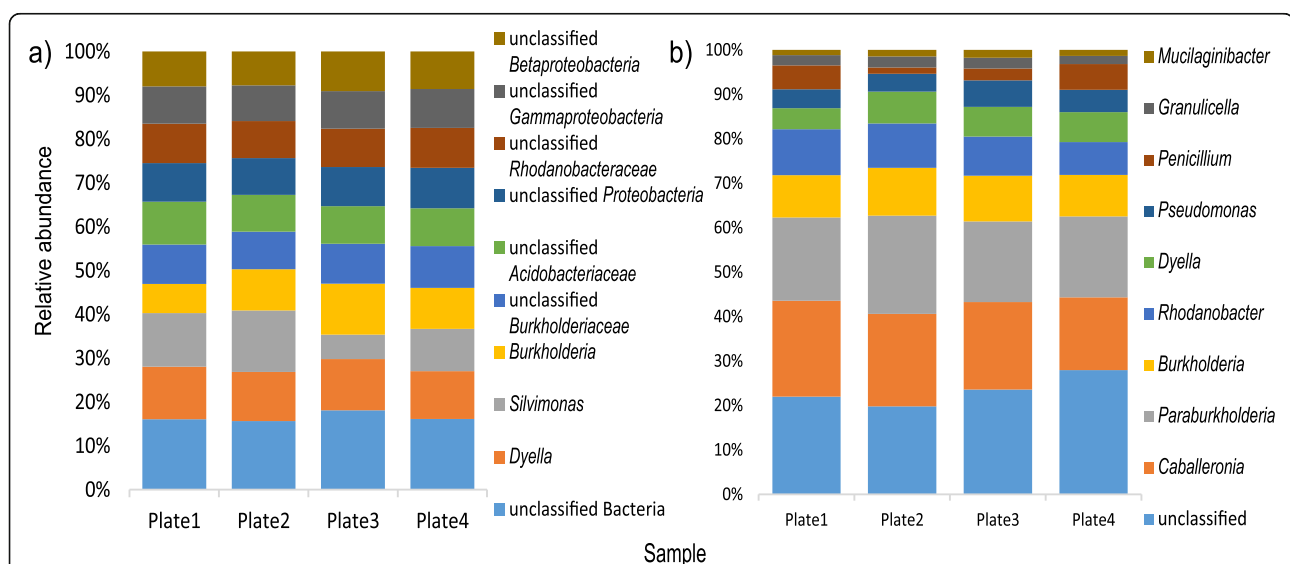 a)
Relative abundance
100%
90%
80%
70%
60%
50%
40%
30%
20%
10%
0%
Plate1 Plate2 Plate3 Plate4
unclassified
Betaproteobacteria
unclassified
Gammaproteobacteria
unclassified
Rhodanobacteraceae
unclassified Proteobacteria
unclassified
Acidobacteriaceae
unclassified
Burkholderiaceae
Burkholderia
Silvimonas
Dyella
unclassified Bacteria
b)
100%
90%
80%
70%
60%
50%
40%
30%
20%
10%
0%
Plate1 Plate2 Plate3 Plate4
Mucilaginibacter
Granulicella
Penicillium
Pseudomonas
Dyella
Rhodanobacter
Burkholderia
Paraburkholderia
Caballeronia
unclassified
Sample